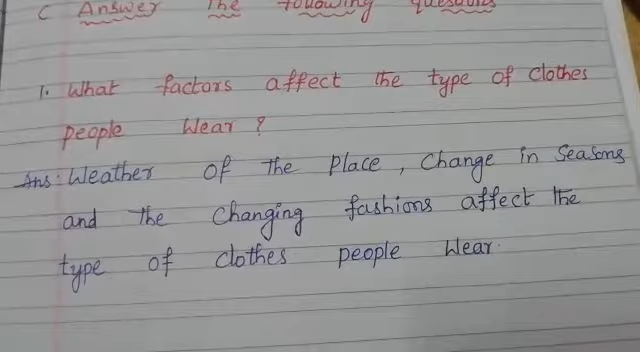 C Answer The following questions
1. What factors affect the type of clothes
people Wear ?
Ans: Weather of The Place, Change in Seasons
and The Changing fashions affect The
type of clothes people Wear.